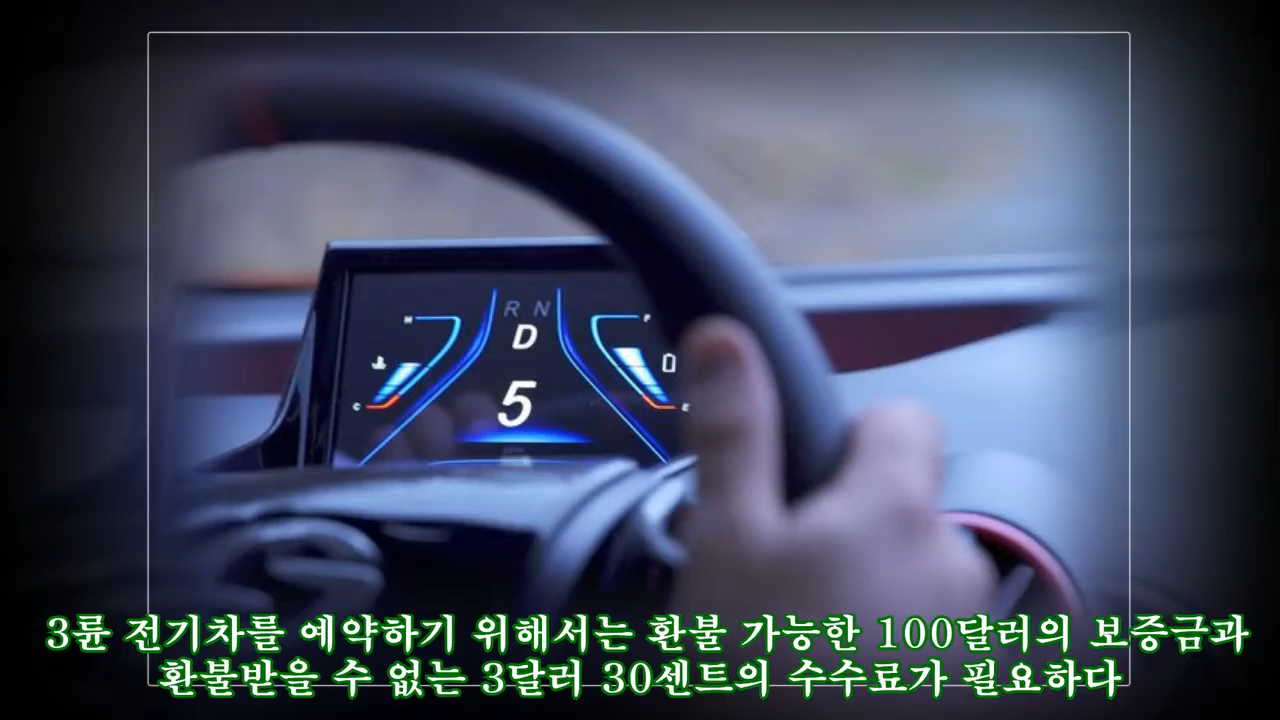 R N
D
5
H
F
C
E
3륜 전기차를 예약하기 위해서는 환불 가능한 100달러의 보증금과
환불받을 수 없는 3달러 30센트의 수수료가 필요하다